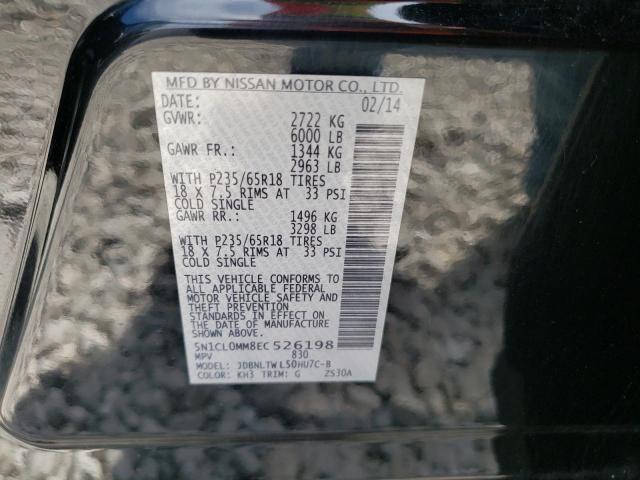 MFD BY NISSAN MOTOR CO., LTD.
DATE: 02/14
GVWR: 2722 KG
6000 LB
GAWR FR.: 1344 KG
2963 LB
WITH P235/65R18 TIRES
18 X 7.5 RIMS AT 33 PSI
COLD SINGLE
GAWR RR.: 1496 KG
3298 LB
WITH P235/65R18 TIRES
18 X 7.5 RIMS AT 33 PSI
COLD SINGLE
THIS VEHICLE CONFORMS TO
ALL APPLICABLE FEDERAL
MOTOR VEHICLE SAFETY AND
THEFT PREVENTION
STANDARDS IN EFFECT ON
THE DATE OF MANUFACTURE
SHOWN ABOVE.
5N1CL0MM8EC526198
MPV 830
MODEL: JDBNLTWL50HU7C-B
COLOR: KH3 TRIM: G ZS30A